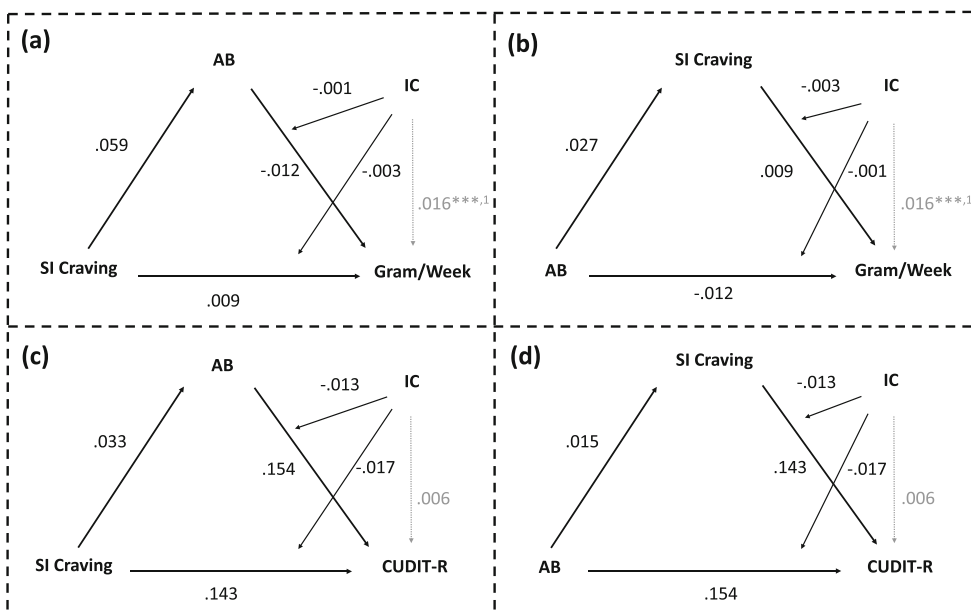 (a)
AB
IC
-.001
.059
-.012
-.003
.016***,1
SI Craving
Gram/Week
.009
(b)
SI Craving
IC
-.003
.027
.009
-.001
.016***,1
AB
Gram/Week
-.012
(c)
AB
IC
-.013
.033
.154
-.017
.006
SI Craving
CUDIT-R
.143
(d)
SI Craving
IC
-.013
.015
.143
-.017
.006
AB
CUDIT-R
.154